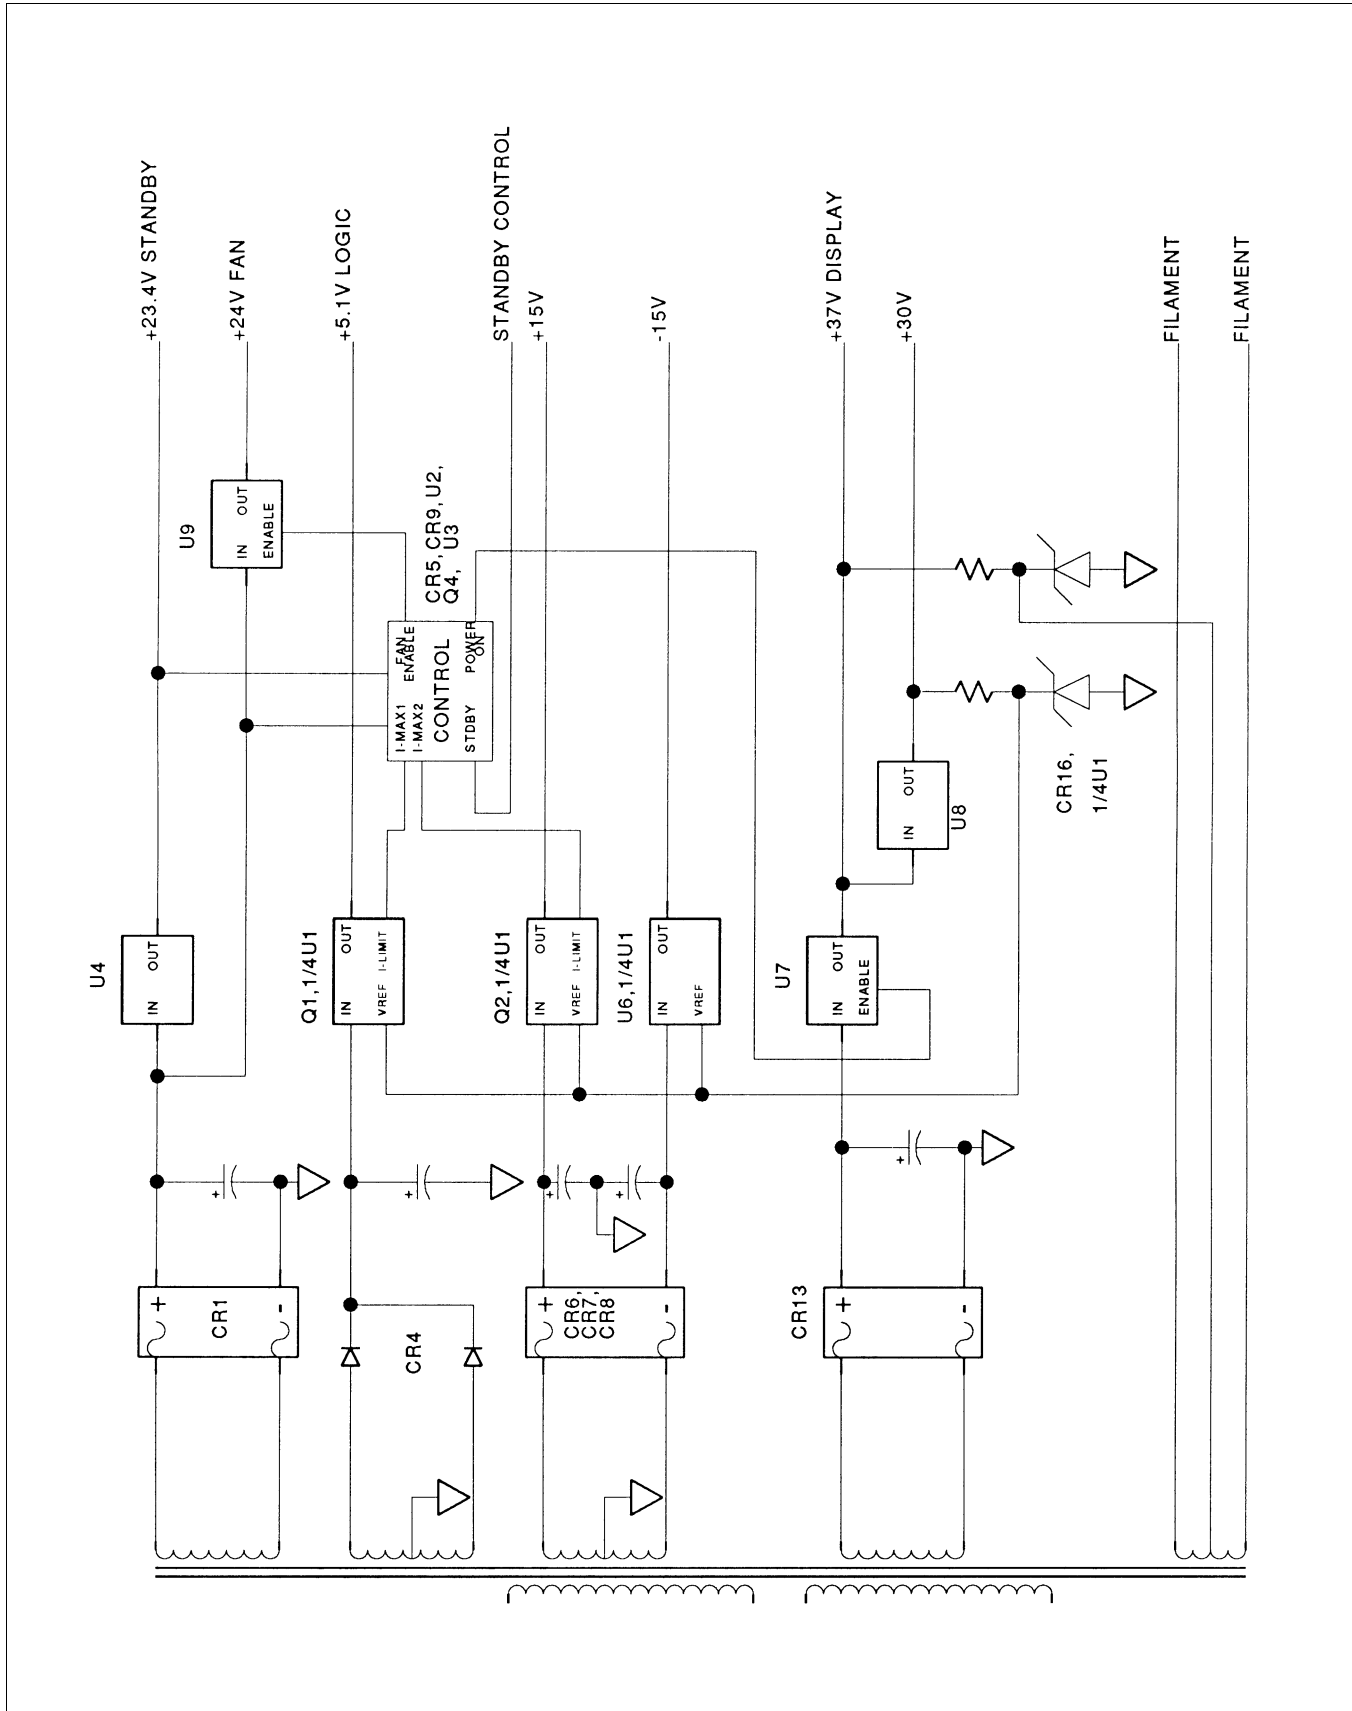 +23.4V STANDBY
+24V FAN
+5.1V LOGIC
STANDBY CONTROL
+15V
-15V
+37V DISPLAY
+30V
FILAMENT
FILAMENT
U9
IN OUT
ENABLE
CR5, CR9, U2,
Q4, U3
FAN
ENABLE
I-MAX1
I-MAX2
CONTROL
STDBY
POWER
ON
U4
IN OUT
Q1,1/4U1
IN OUT
VREF I-LIMIT
Q2,1/4U1
IN OUT
VREF I-LIMIT
U6,1/4U1
IN OUT
VREF
U7
IN OUT
ENABLE
IN OUT
U8
CR16,
1/4U1
+
+
+
+
+
+
CR1
-
CR4
+
CR6,
CR7,
CR8
-
CR13
+
-